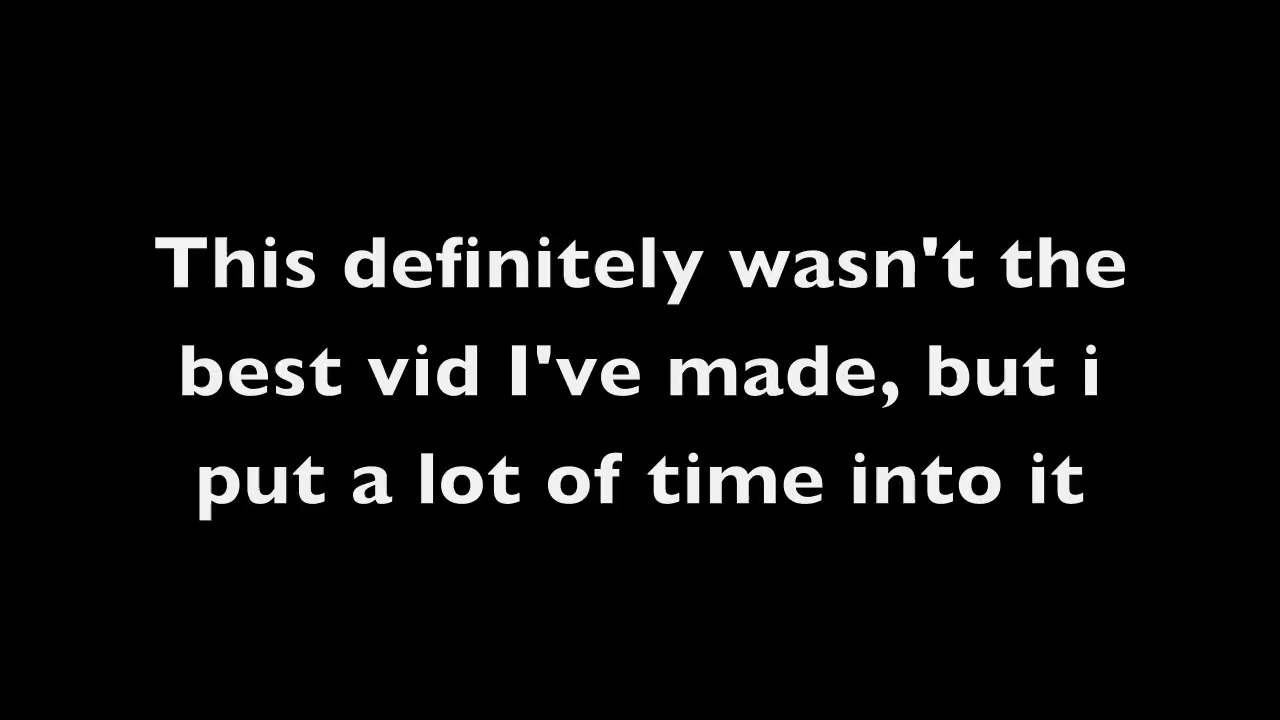 This definitely wasn't the
best vid I've made, but i
put a lot of time into it